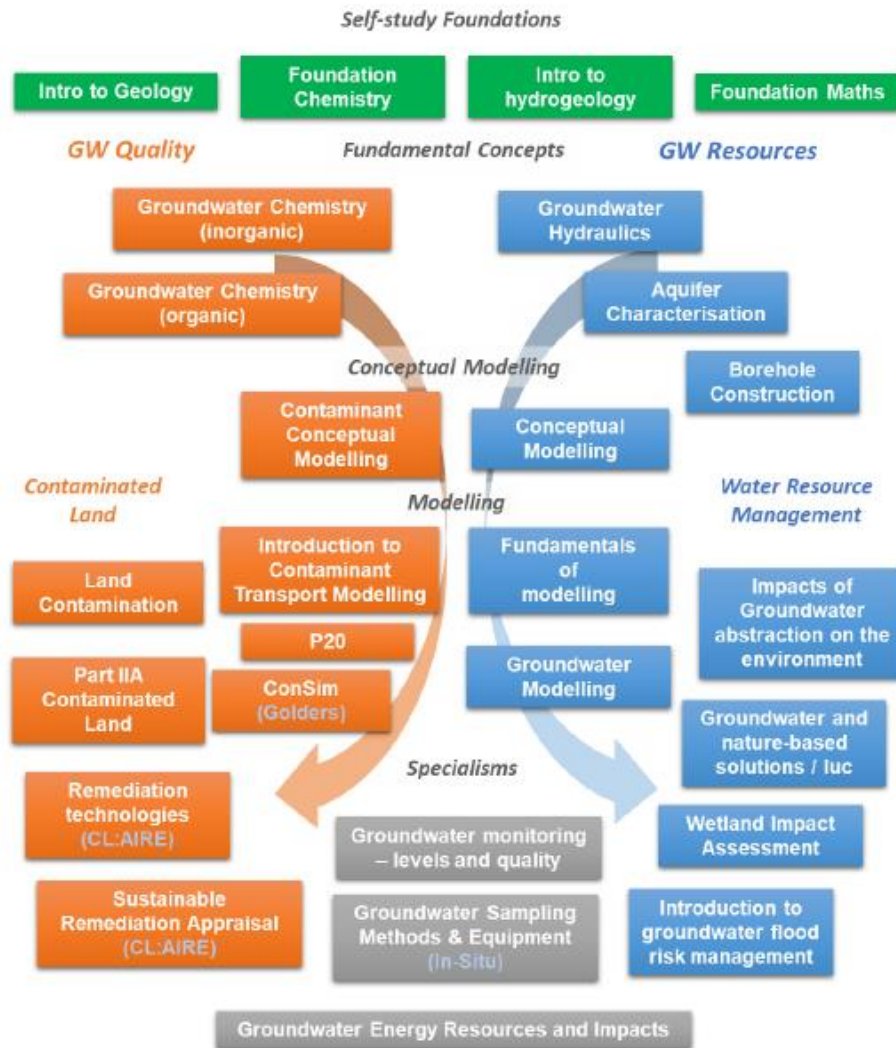 Self-study Foundations
Intro to Geology
Foundation
Chemistry
Intro to
hydrogeology
Foundation Maths
GW Quality
Fundamental Concepts
GW Resources
Groundwater Chemistry
(inorganic)
Groundwater
Hydraulics
Groundwater Chemistry
(organic)
Aquifer
Characterisation
Conceptual Modelling
Borehole
Construction
Contaminant
Conceptual
Modelling
Conceptual
Modelling
Contaminated
Land
Modelling
Water Resource
Management
Land
Contamination
Introduction to
Contaminant
Transport Modelling
Fundamentals
of
modelling
Impacts of
Groundwater
abstraction on the
environment
P20
Part IIA
Contaminated
Land
ConSim
(Golders)
Groundwater
Modelling
Groundwater and
nature-based
solutions / luc
Specialisms
Remediation
technologies
(CL:AIRE)
Groundwater monitoring
– levels and quality
Wetland Impact
Assessment
Sustainable
Remediation Appraisal
(CL:AIRE)
Groundwater Sampling
Methods & Equipment
(In-Situ)
Introduction to
groundwater flood
risk management
Groundwater Energy Resources and Impacts